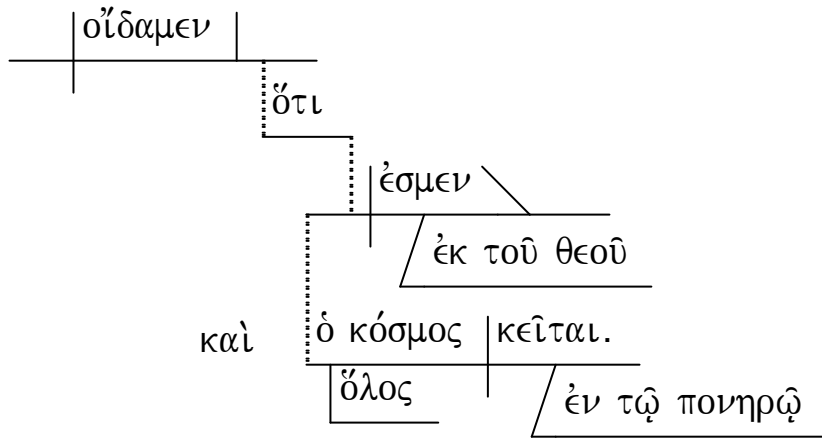 οἴδαμεν
ὅτι
ἐσμεν
ἐκ τοῦ θεοῦ
καὶ ὁ κόσμος κεῖται.
ὅλος
ἐν τῷ πονηρῷ